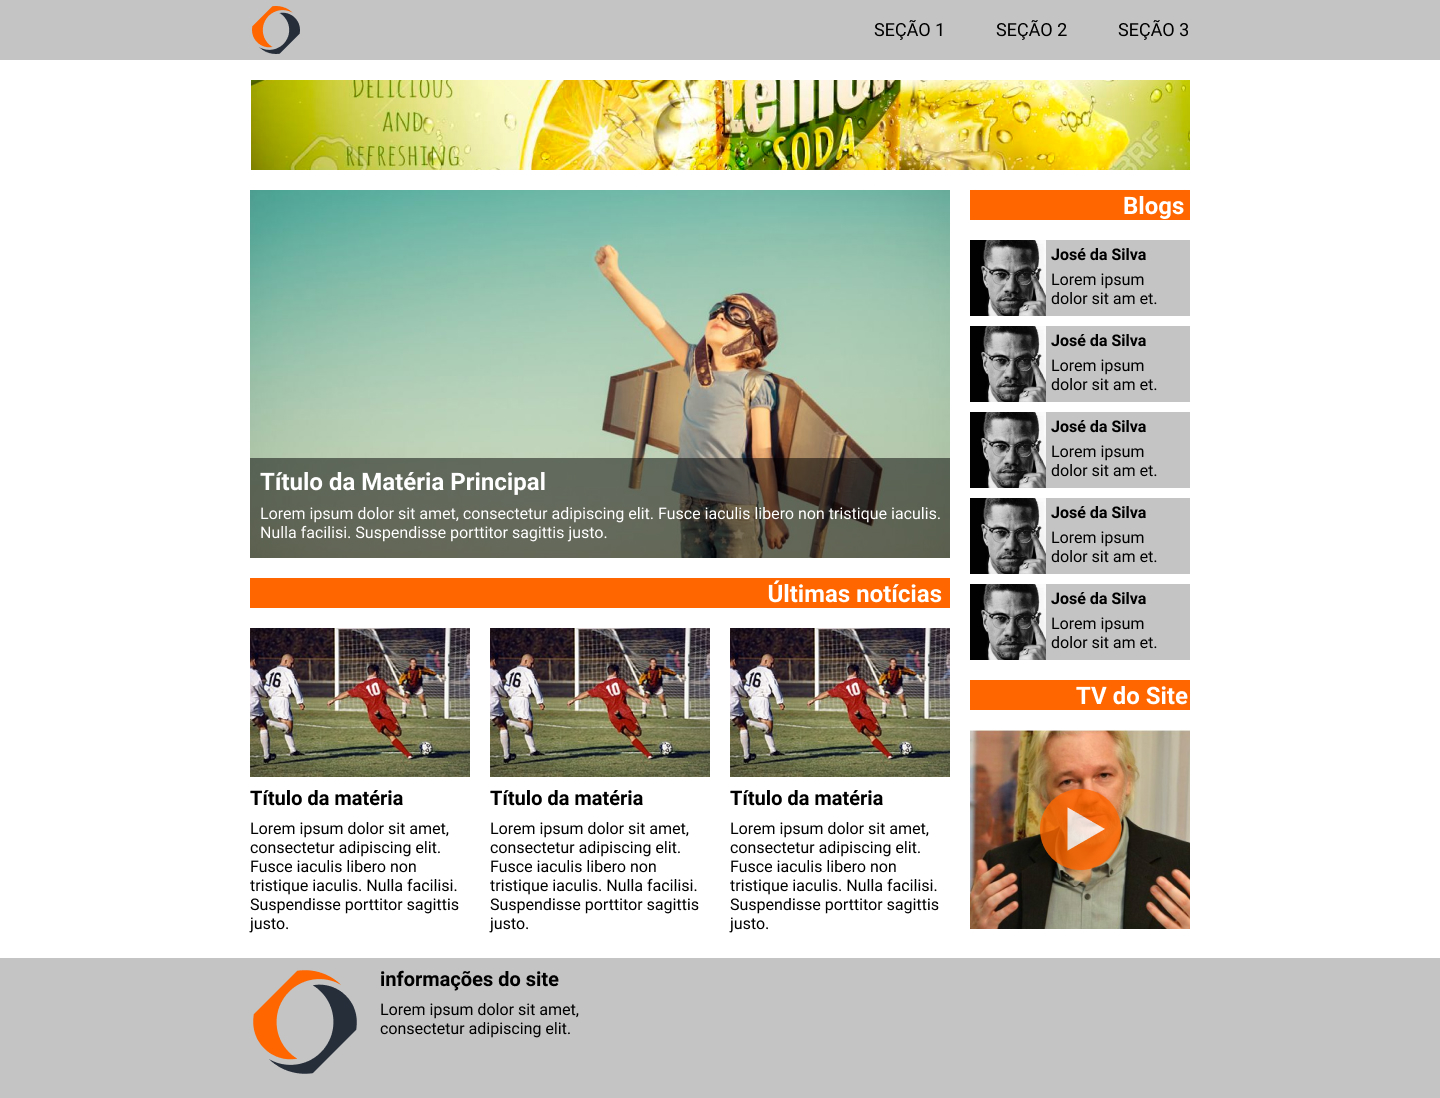 SEÇÃO 1 SEÇÃO 2 SEÇÃO 3
DELICIOUS
AND
REFRESHING
lemon
SODA
Título da Matéria Principal
Lorem ipsum dolor sit amet, consectetur adipiscing elit. Fusce iaculis libero non tristique iaculis.
Nulla facilisi. Suspendisse porttitor sagittis justo.
Blogs
José da Silva
Lorem ipsum
dolor sit am et.
José da Silva
Lorem ipsum
dolor sit am et.
José da Silva
Lorem ipsum
dolor sit am et.
José da Silva
Lorem ipsum
dolor sit am et.
José da Silva
Lorem ipsum
dolor sit am et.
Últimas notícias
16
10
Título da matéria
Lorem ipsum dolor sit amet,
consectetur adipiscing elit.
Fusce iaculis libero non
tristique iaculis. Nulla facilisi.
Suspendisse porttitor sagittis
justo.
16
10
Título da matéria
Lorem ipsum dolor sit amet,
consectetur adipiscing elit.
Fusce iaculis libero non
tristique iaculis. Nulla facilisi.
Suspendisse porttitor sagittis
justo.
16
10
Título da matéria
Lorem ipsum dolor sit amet,
consectetur adipiscing elit.
Fusce iaculis libero non
tristique iaculis. Nulla facilisi.
Suspendisse porttitor sagittis
justo.
TV do Site
informações do site
Lorem ipsum dolor sit amet,
consectetur adipiscing elit.